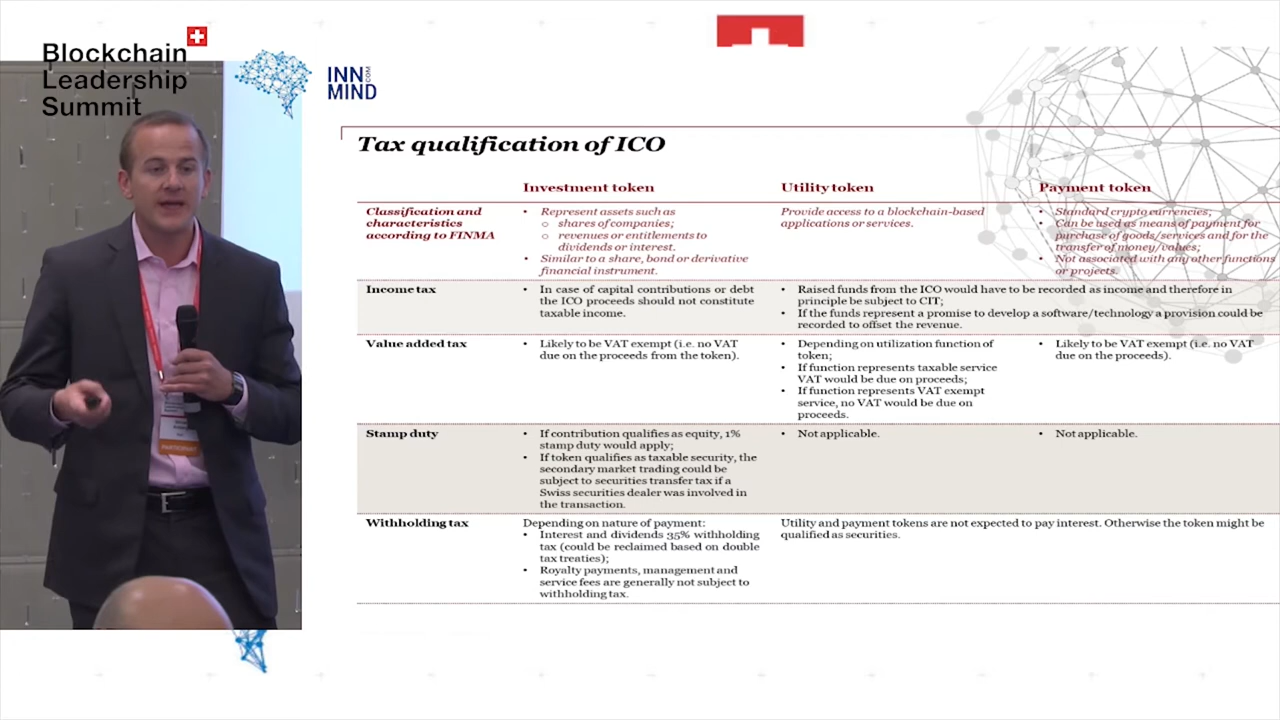 Blockchain
Leadership
Summit
INN
MIND
.COM
Tax qualification of ICO
Investment token
Utility token
Payment token
Classification and
characteristics
according to FINMA
• Represent assets such as
o shares of companies;
o revenues or entitlements to
dividends or interest.
• Similar to a share, bond or derivative
financial instrument.
Provide access to a blockchain-based
applications or services.
• Standard crypto currencies;
• Can be used as means of payment for
purchase of goods/services and for the
transfer of money/values;
• Not associated with any other functions
or projects.
Income tax
• In case of capital contributions or debt
the ICO proceeds should not constitute
taxable income.
• Raised funds from the ICO would have to be recorded as income and therefore in
principle be subject to CIT;
• If the funds represent a promise to develop a software/technology a provision could be
recorded to offset the revenue.
Value added tax
• Likely to be VAT exempt (i.e. no VAT
due on the proceeds from the token).
• Depending on utilization function of
token;
• If function represents taxable service
VAT would be due on proceeds;
• If function represents VAT exempt
service, no VAT would be due on
proceeds.
• Likely to be VAT exempt (i.e. no VAT
due on the proceeds).
Stamp duty
• If contribution qualifies as equity, 1%
stamp duty would apply;
• If token qualifies as taxable security, the
secondary market trading could be
subject to securities transfer tax if a
Swiss securities dealer was involved in
the transaction.
• Not applicable.
• Not applicable.
Withholding tax
Depending on nature of payment:
• Interest and dividends 35% withholding
tax (could be reclaimed based on double
tax treaties);
• Royalty payments, management and
service fees are generally not subject to
withholding tax.
Utility and payment tokens are not expected to pay interest. Otherwise the token might be
qualified as securities.
PARTICIPANT